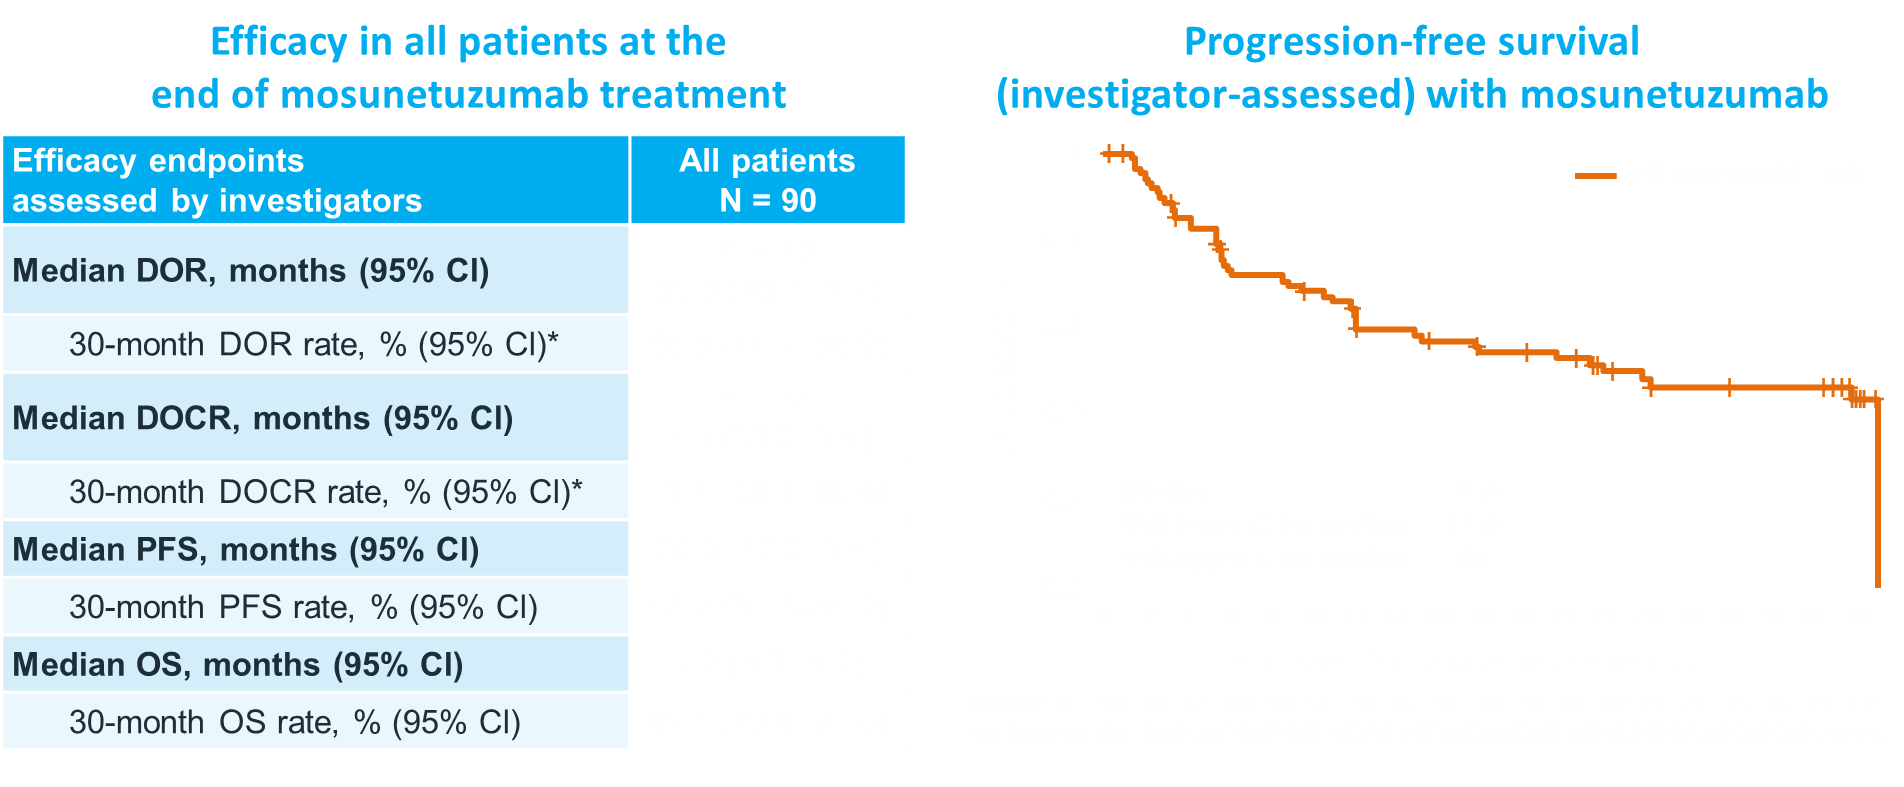 Efficacy in all patients at the
end of mosunetuzumab treatment
Efficacy endpoints
assessed by investigators
All patients
N = 90
Median DOR, months (95% CI)
30-month DOR rate, % (95% CI)*
Median DOCR, months (95% CI)
30-month DOCR rate, % (95% CI)*
Median PFS, months (95% CI)
30-month PFS rate, % (95% CI)
Median OS, months (95% CI)
30-month OS rate, % (95% CI)
Progression-free survival
(investigator-assessed) with mosunetuzumab